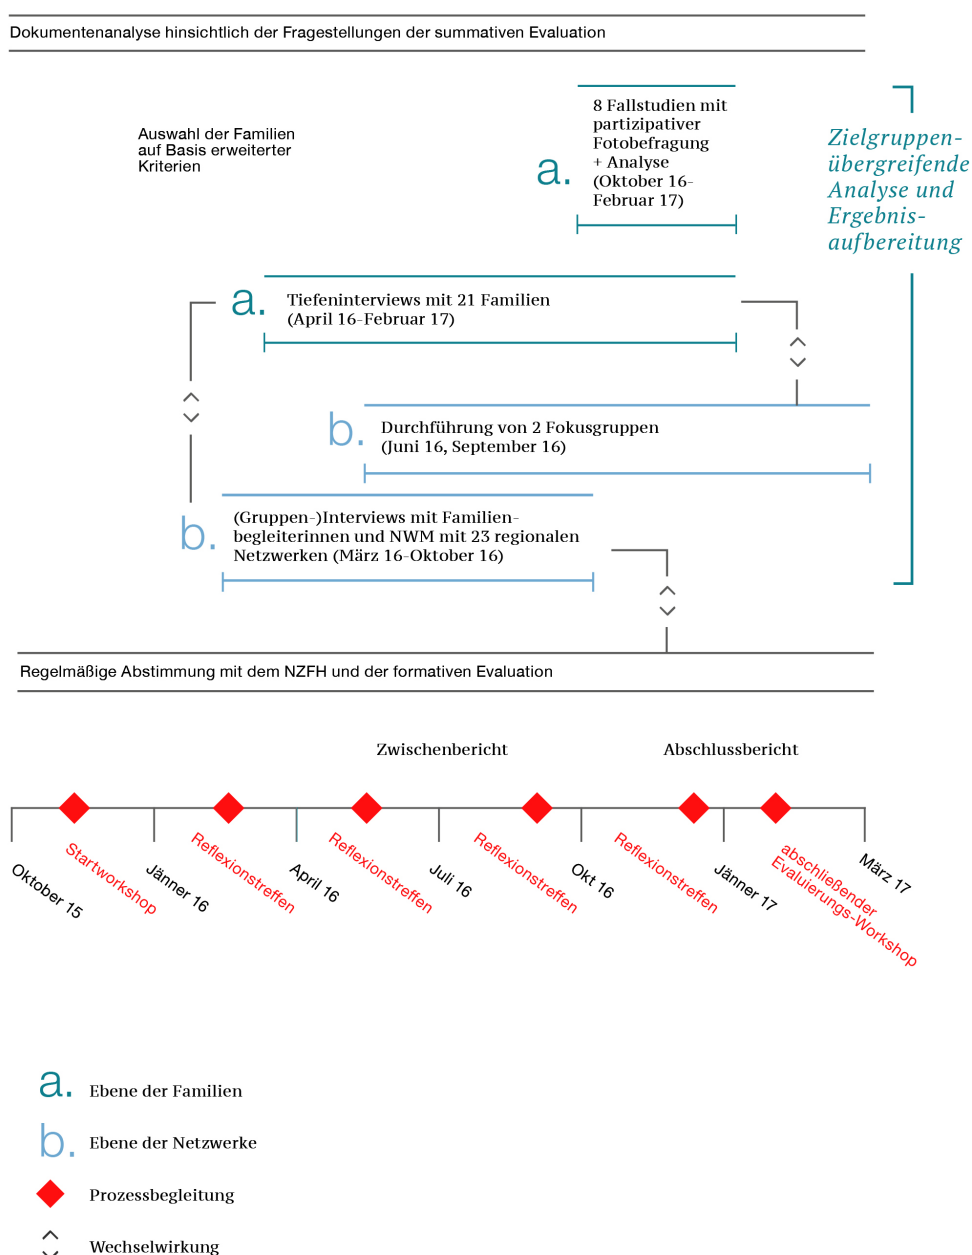 Dokumentenanalyse hinsichtlich der Fragestellungen der summativen Evaluation
Auswahl der Familien
auf Basis erweiterter
Kriterien
a.
8 Fallstudien mit
partizipativer
Fotobefragung
+ Analyse
(Oktober 16-
Februar 17)
Zielgruppen-
übergreifende
Analyse und
Ergebnis-
aufbereitung
a.
Tiefeninterviews mit 21 Familien
(April 16-Februar 17)
b.
Durchführung von 2 Fokusgruppen
(Juni 16, September 16)
b.
(Gruppen-)Interviews mit Familien-
begleiterinnen und NWM mit 23 regionalen
Netzwerken (März 16-Oktober 16)
Regelmäßige Abstimmung mit dem NZFH und der formativen Evaluation
Zwischenbericht
Abschlussbericht
Oktober 15
Startworkshop
Jänner 16
Reflexionstreffen
April 16
Reflexionstreffen
Juli 16
Reflexionstreffen
Okt 16
Reflexionstreffen
Jänner 17
abschließender
Evaluierungs-Workshop
März 17
a. Ebene der Familien
b. Ebene der Netzwerke
Prozessbegleitung
Wechselwirkung